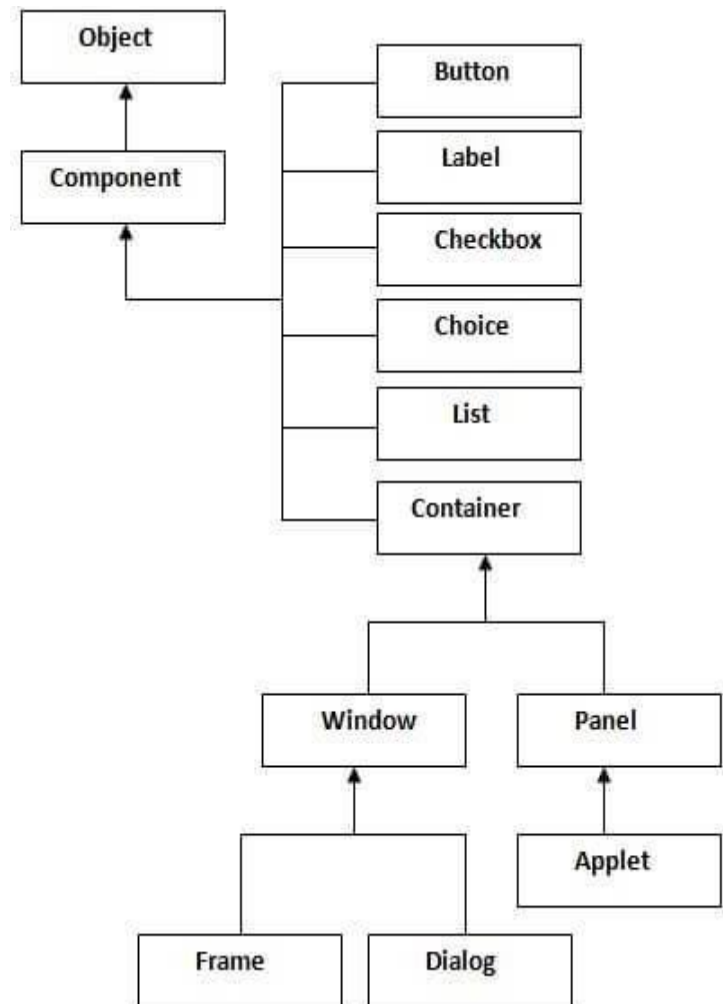 Object
Button
Label
Component
Checkbox
Choice
List
Container
Window
Panel
Applet
Frame
Dialog